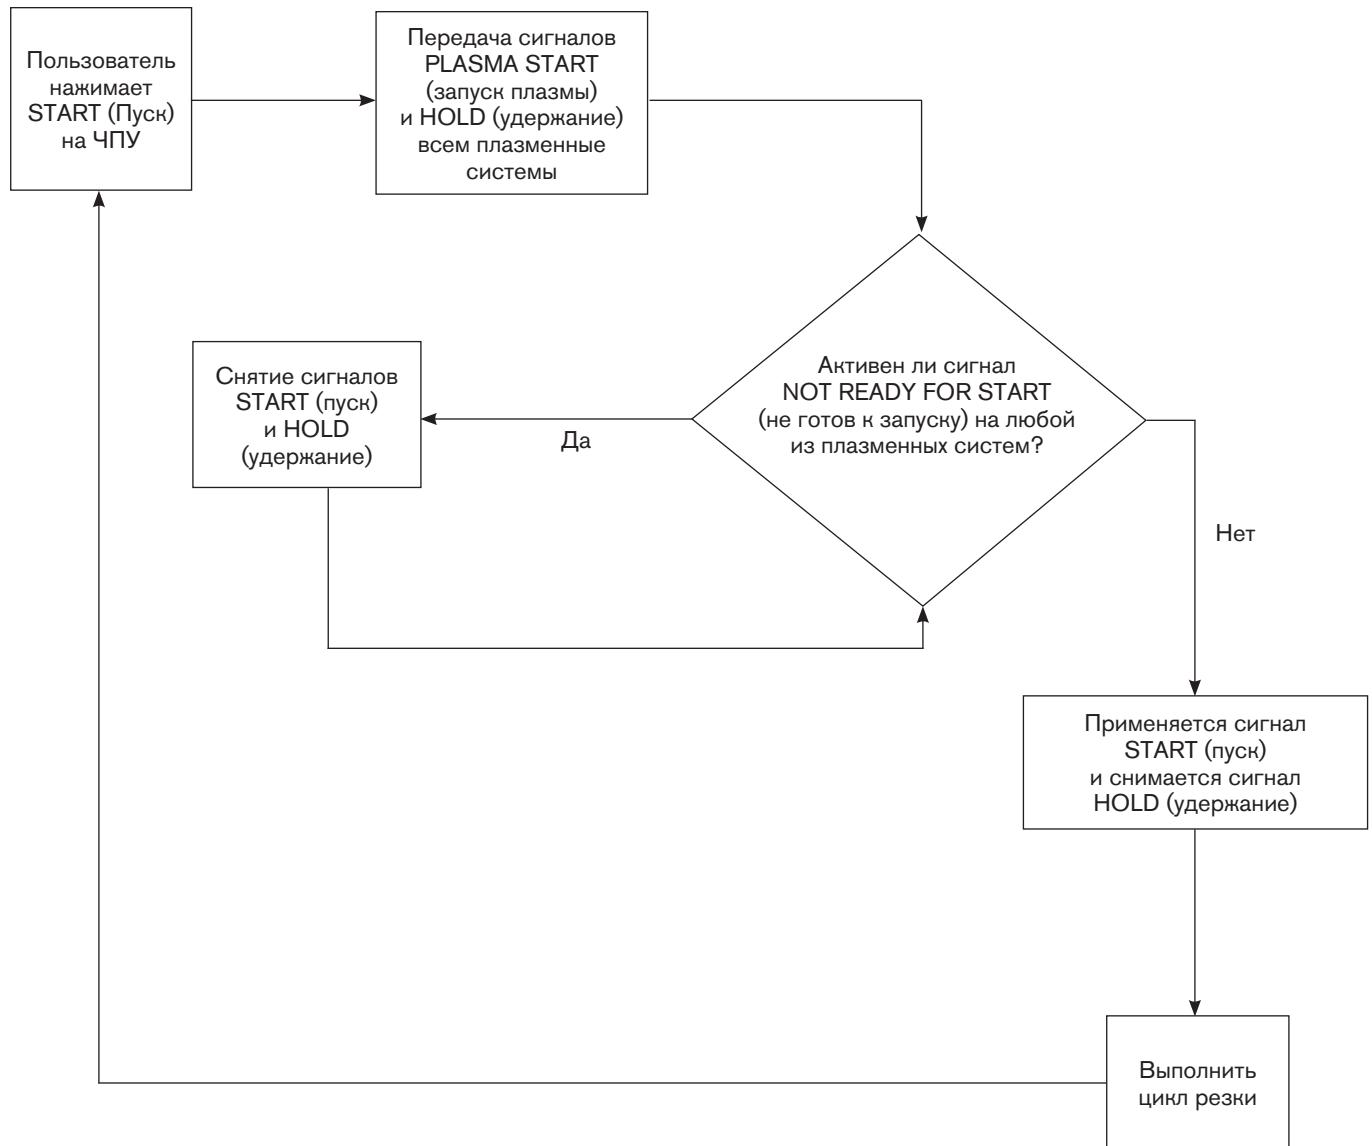 Пользователь
нажимает
START (Пуск)
на ЧПУ
Передача сигналов
PLASMA START
(запуск плазмы)
и HOLD (удержание)
всем плазменные
системы
Активен ли сигнал
NOT READY FOR START
(не готов к запуску) на любой
из плазменных систем?
Снятие сигналов
START (пуск)
и HOLD
(удержание)
Да
Нет
Применяется сигнал
START (пуск)
и снимается сигнал
HOLD (удержание)
Выполнить
цикл резки